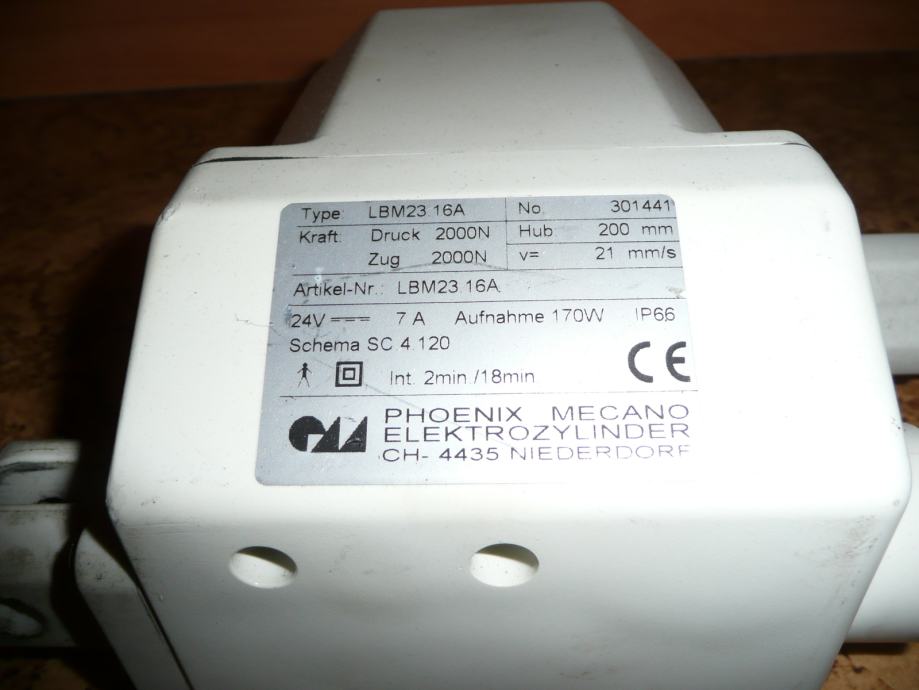 Type: LBM23.16A No. 301441
Kraft: Druck 2000N Hub: 200 mm
Zug 2000N v= 21 mm/s
Artikel-Nr.: LBM23.16A
24V 7 A Aufnahme 170W IP66
Schema SC.4.120
Int. 2min./18min CE
PHOENIX MECANO
ELEKTROZYLINDER
CH- 4435 NIEDERDORF